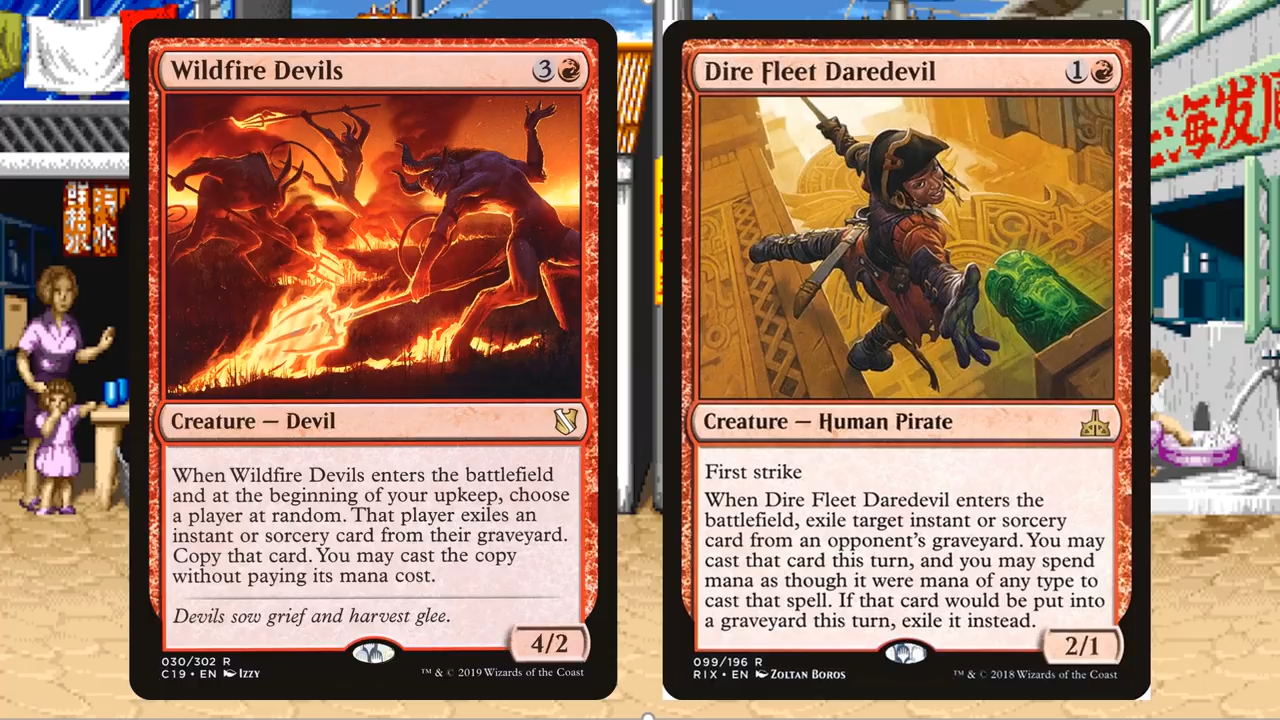 Wildfire Devils
3
Creature — Devil
When Wildfire Devils enters the battlefield
and at the beginning of your upkeep, choose
a player at random. That player exiles an
instant or sorcery card from their graveyard.
Copy that card. You may cast the copy
without paying its mana cost.
Devils sow grief and harvest glee.
4/2
030/302 R
C19 • EN Izzy
™ & © 2019 Wizards of the Coast
Dire Fleet Daredevil
1
Creature — Human Pirate
First strike
When Dire Fleet Daredevil enters the
battlefield, exile target instant or sorcery
card from an opponent's graveyard. You may
cast that card this turn, and you may spend
mana as though it were mana of any type to
cast that spell. If that card would be put into
a graveyard this turn, exile it instead.
2/1
099/196 R
RIX • EN Zoltan Boros
™ & © 2018 Wizards of the Coast
海发
汽水